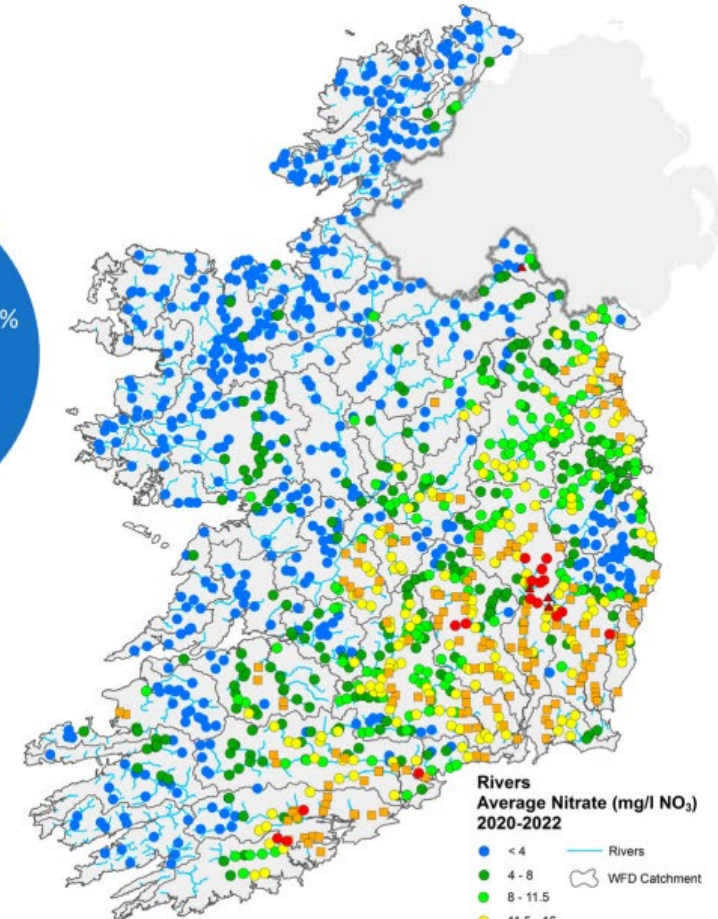 %
Rivers
Average Nitrate (mg/l NO₃)
2020-2022
< 4
Rivers
4 - 8
WFD Catchment
8 - 11.5